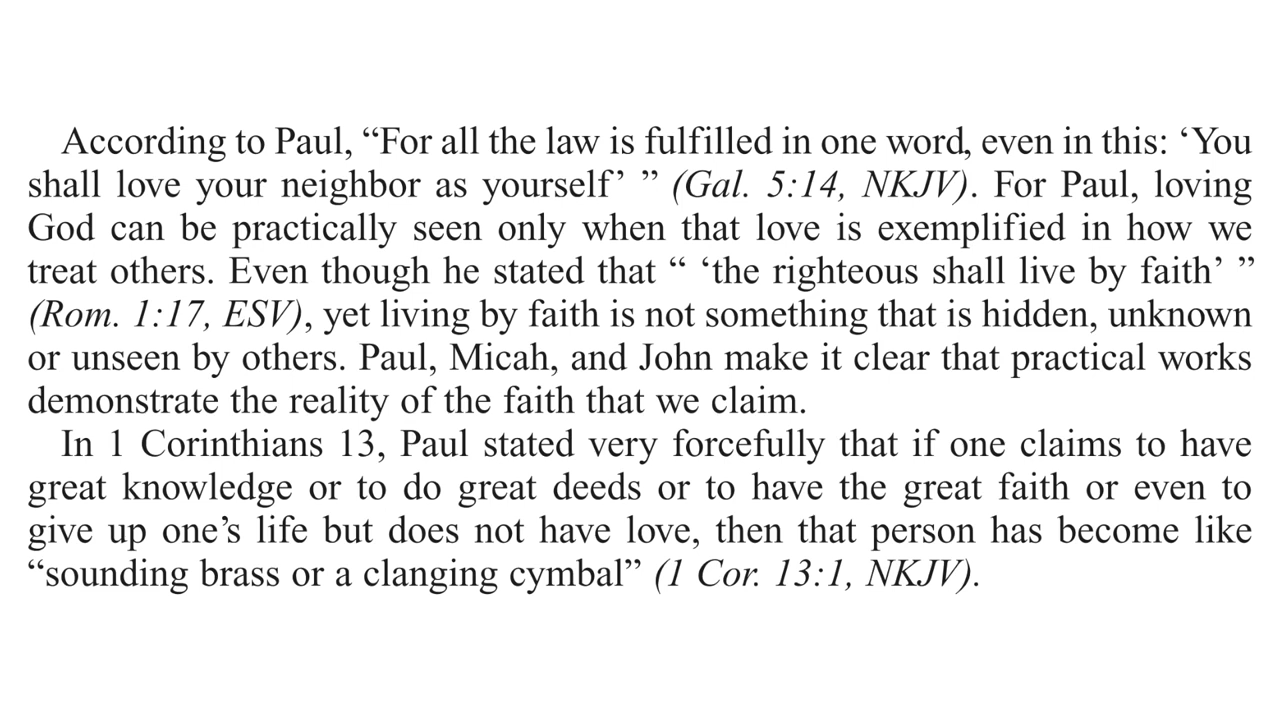 According to Paul, “For all the law is fulfilled in one word, even in this: ‘You
shall love your neighbor as yourself’ ” (Gal. 5:14, NKJV). For Paul, loving
God can be practically seen only when that love is exemplified in how we
treat others. Even though he stated that “ ‘the righteous shall live by faith’ ”
(Rom. 1:17, ESV), yet living by faith is not something that is hidden, unknown
or unseen by others. Paul, Micah, and John make it clear that practical works
demonstrate the reality of the faith that we claim.
In 1 Corinthians 13, Paul stated very forcefully that if one claims to have
great knowledge or to do great deeds or to have the great faith or even to
give up one’s life but does not have love, then that person has become like
“sounding brass or a clanging cymbal” (1 Cor. 13:1, NKJV).